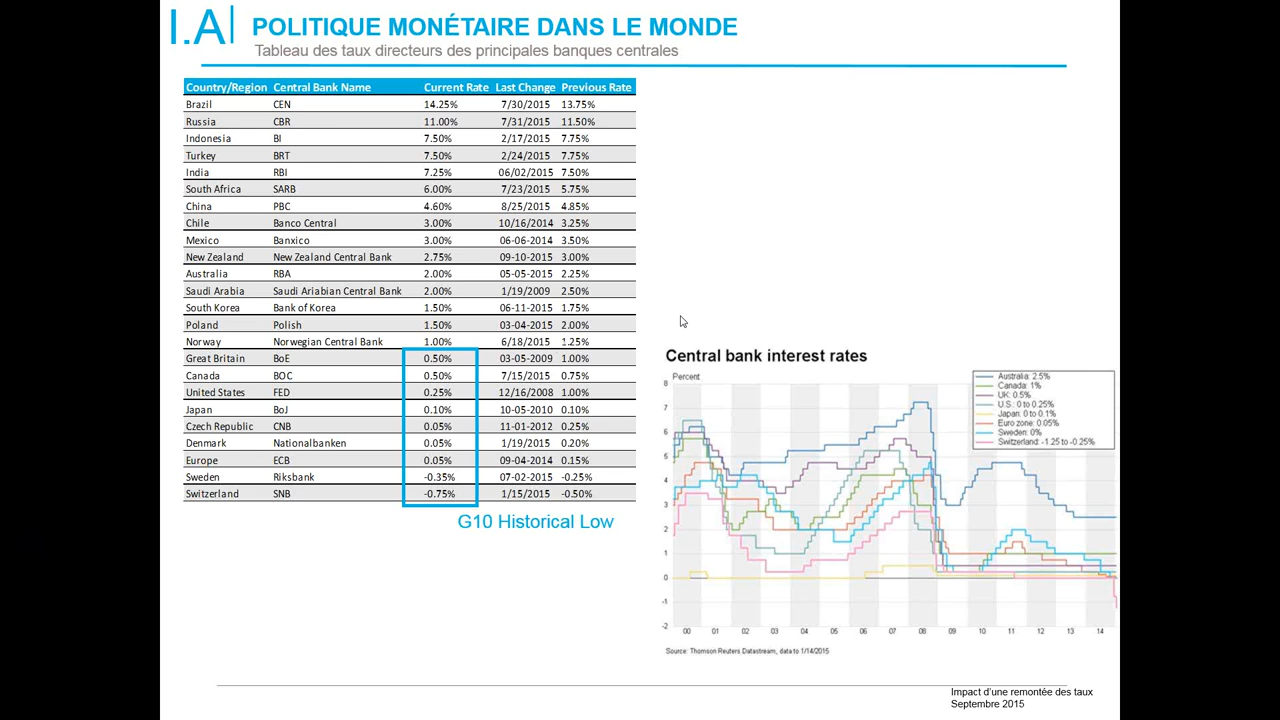 I.A
POLITIQUE MONÉTAIRE DANS LE MONDE
Tableau des taux directeurs des principales banques centrales
Country/Region Central Bank Name Current Rate Last Change Previous Rate
Brazil CEN 14.25% 7/30/2015 13.75%
Russia CBR 11.00% 7/31/2015 11.50%
Indonesia BI 7.50% 2/17/2015 7.75%
Turkey BRT 7.50% 2/24/2015 7.75%
India RBI 7.25% 06/02/2015 7.50%
South Africa SARB 6.00% 7/23/2015 5.75%
China PBC 4.60% 8/25/2015 4.85%
Chile Banco Central 3.00% 10/16/2014 3.25%
Mexico Banxico 3.00% 06-06-2014 3.50%
New Zealand New Zealand Central Bank 2.75% 09-10-2015 3.00%
Australia RBA 2.00% 05-05-2015 2.25%
Saudi Arabia Saudi Ariabian Central Bank 2.00% 1/19/2009 2.50%
South Korea Bank of Korea 1.50% 06-11-2015 1.75%
Poland Polish 1.50% 03-04-2015 2.00%
Norway Norwegian Central Bank 1.00% 6/18/2015 1.25%
Great Britain BoE 0.50% 03-05-2009 1.00%
Canada BOC 0.50% 7/15/2015 0.75%
United States FED 0.25% 12/16/2008 1.00%
Japan BoJ 0.10% 10-05-2010 0.10%
Czech Republic CNB 0.05% 11-01-2012 0.25%
Denmark Nationalbanken 0.05% 1/19/2015 0.20%
Europe ECB 0.05% 09-04-2014 0.15%
Sweden Riksbank -0.35% 07-02-2015 -0.25%
Switzerland SNB -0.75% 1/15/2015 -0.50%
G10 Historical Low
Central bank interest rates
Percent
Australia: 2.5%
Canada: 1%
UK: 0.5%
U.S.: 0 to 0.25%
Japan: 0 to 0.1%
Euro zone: 0.05%
Sweden: 0%
Switzerland: -1.25 to -0.25%
8
7
6
5
4
3
2
1
0
-1
-2
00 01 02 03 04 05 06 07 08 09 10 11 12 13 14
Source: Thomson Reuters Datastream, data to 1/14/2015
Impact d'une remontée des taux
Septembre 2015